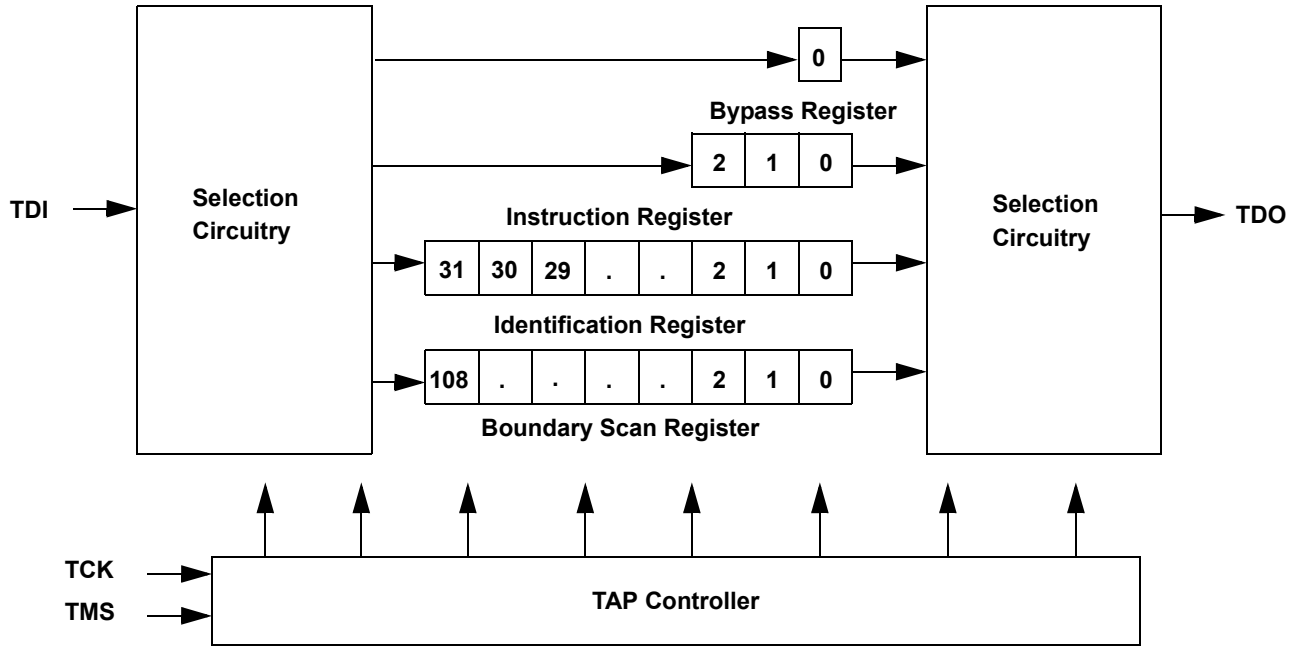 0
Bypass Register
2 1 0
TDI
Selection
Circuitry
Selection
Circuitry
TDO
Instruction Register
31 30 29 . . 2 1 0
Identification Register
108 . . . . 2 1 0
Boundary Scan Register
TCK
TMS
TAP Controller